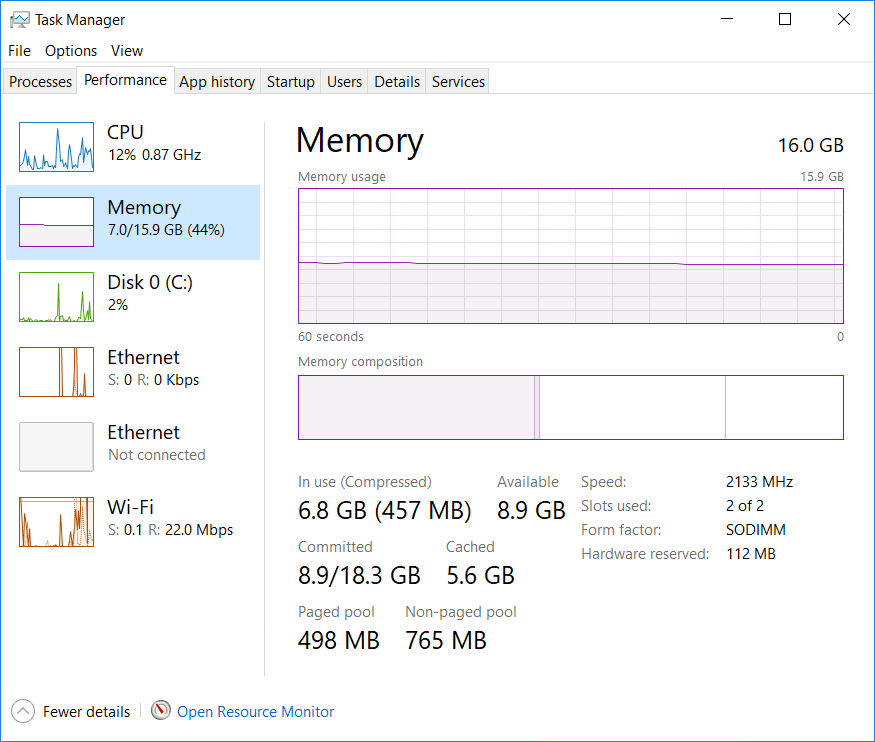 Task Manager
File Options View
Processes Performance App history Startup Users Details Services
CPU
12% 0.87 GHz
Memory
7.0/15.9 GB (44%)
Disk 0 (C:)
2%
Ethernet
S: 0 R: 0 Kbps
Ethernet
Not connected
Wi-Fi
S: 0.1 R: 22.0 Mbps
Memory 16.0 GB
Memory usage 15.9 GB
60 seconds 0
Memory composition
In use (Compressed) Available
6.8 GB (457 MB) 8.9 GB
Committed Cached
8.9/18.3 GB 5.6 GB
Paged pool Non-paged pool
498 MB 765 MB
Speed: 2133 MHz
Slots used: 2 of 2
Form factor: SODIMM
Hardware reserved: 112 MB
Fewer details Open Resource Monitor